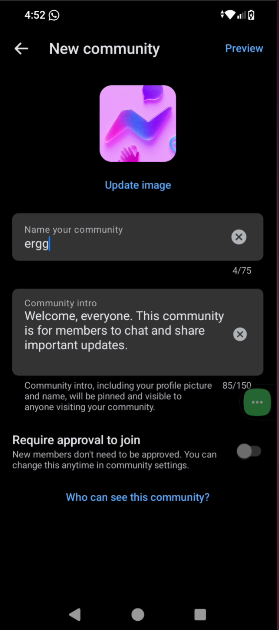 4:52
New community
Preview
Update image
Name your community
ergg
4/75
Community intro
Welcome, everyone. This community
is for members to chat and share
important updates.
Community intro, including your profile picture
and name, will be pinned and visible to
anyone visiting your community.
85/150
Require approval to join
New members don't need to be approved. You can
change this anytime in community settings.
Who can see this community?